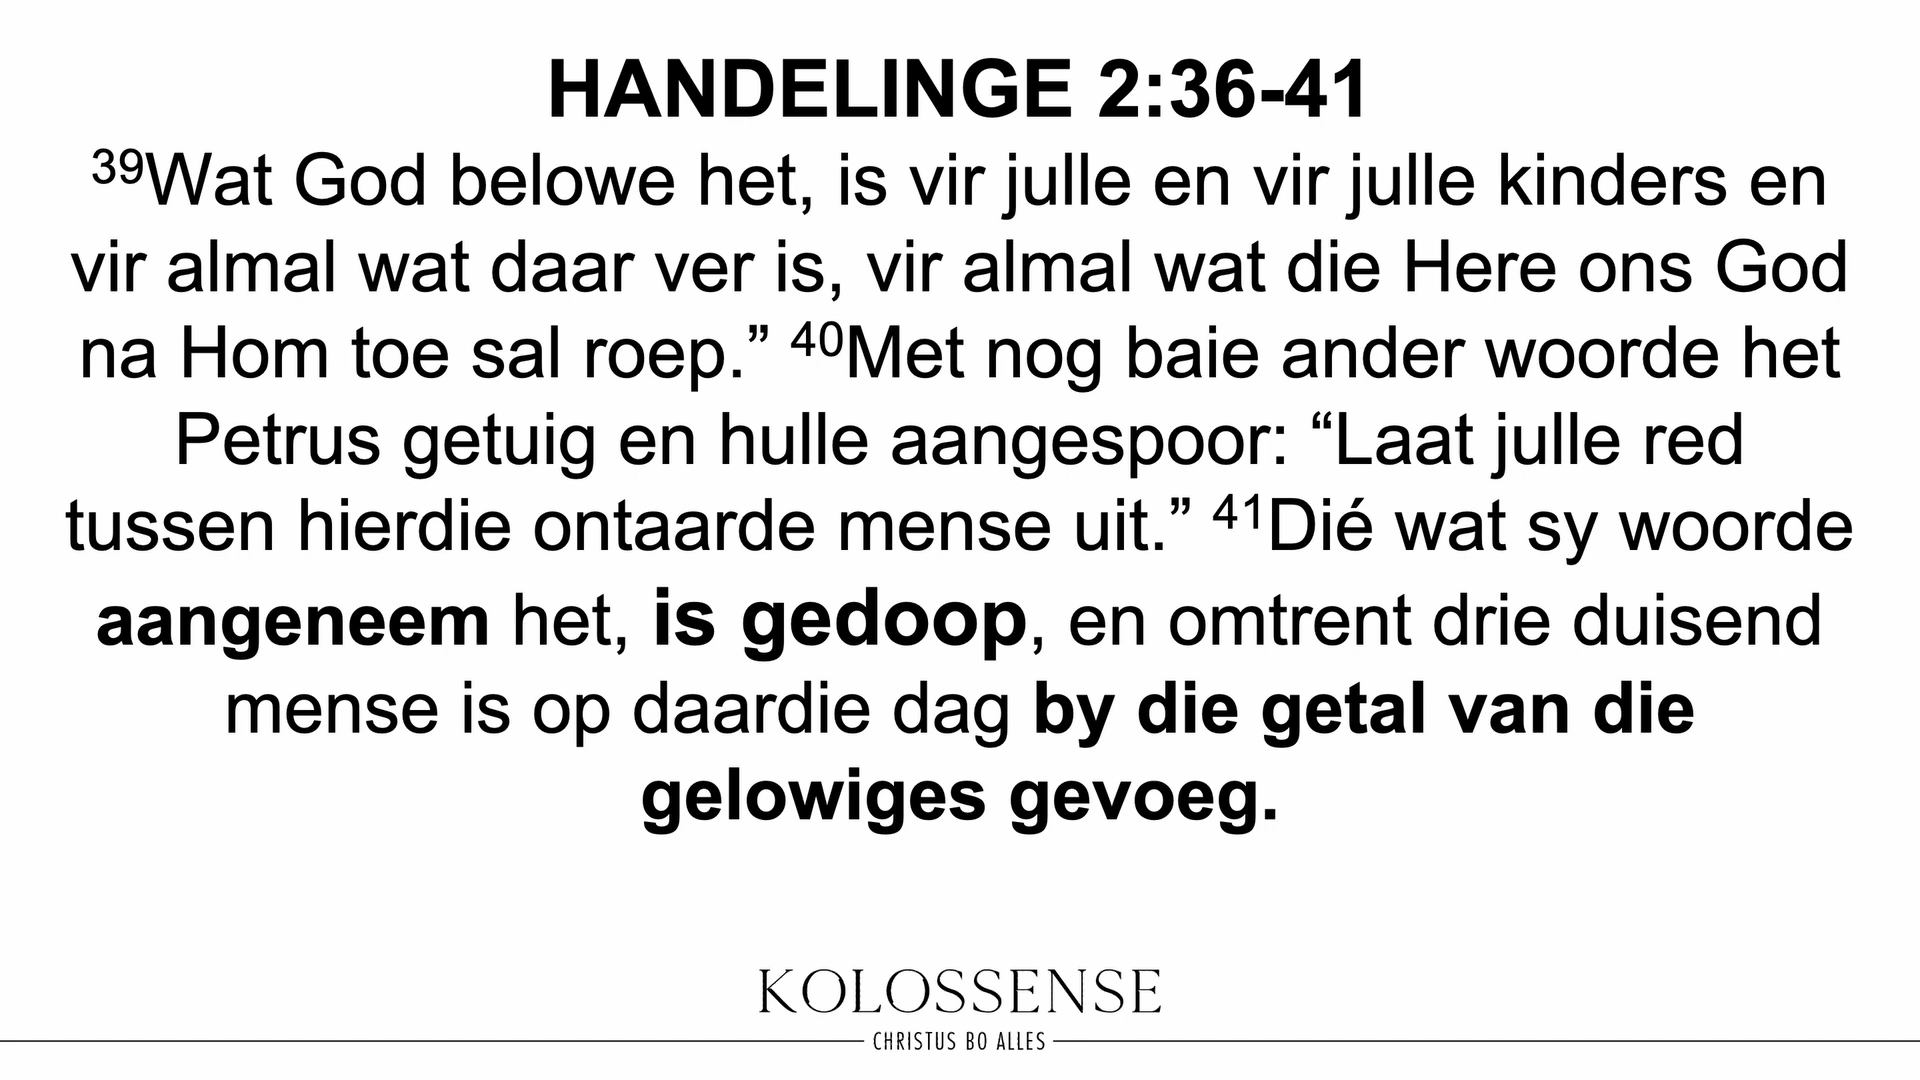 HANDELINGE 2:36-41
³⁹Wat God belowe het, is vir julle en vir julle kinders en
vir almal wat daar ver is, vir almal wat die Here ons God
na Hom toe sal roep.” ⁴⁰Met nog baie ander woorde het
Petrus getuig en hulle aangespoor: “Laat julle red
tussen hierdie ontaarde mense uit.” ⁴¹Dié wat sy woorde
aangeneem het, is gedoop, en omtrent drie duisend
mense is op daardie dag by die getal van die
gelowiges gevoeg.
KOLOSSENSE
CHRISTUS BO ALLES